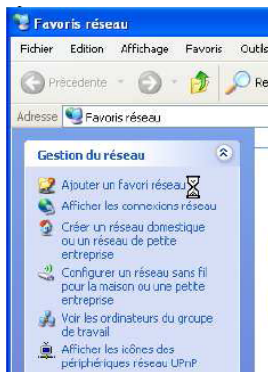 Favoris réseau
Fichier Edition Affichage Favoris Outils
Précédente Re
Adresse Favoris réseau
Gestion du réseau
Ajouter un favori réseau
Afficher les connexions réseau
Créer un réseau domestique
ou un réseau de petite
entreprise
Configurer un réseau sans fil
pour la maison ou une petite
entreprise
Voir les ordinateurs du groupe
de travail
Afficher les icônes des
périphériques réseau UPnP